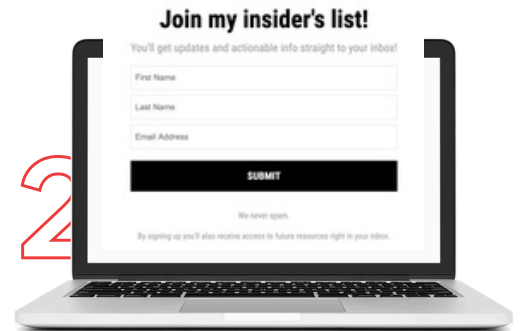 Join my insider's list!
You'll get updates and actionable info straight to your inbox!
First Name
Last Name
Email Address
SUBMIT
We never spam.
By signing up you'll also receive access to future resources right in your inbox.
2